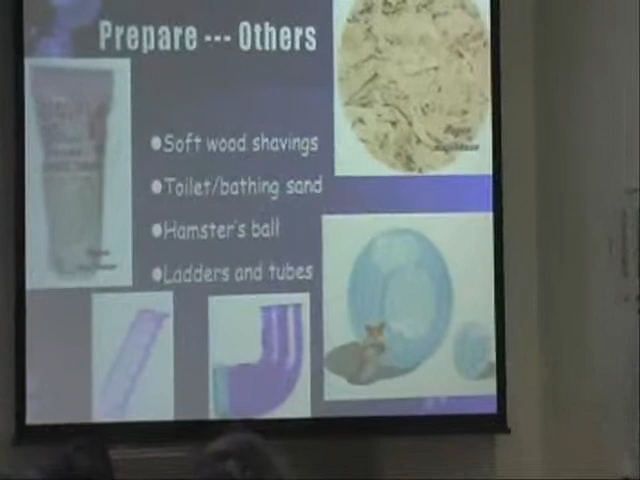 Prepare --- Others
Soft wood shavings
Toilet/bathing sand
Hamster's ball
Ladders and tubes